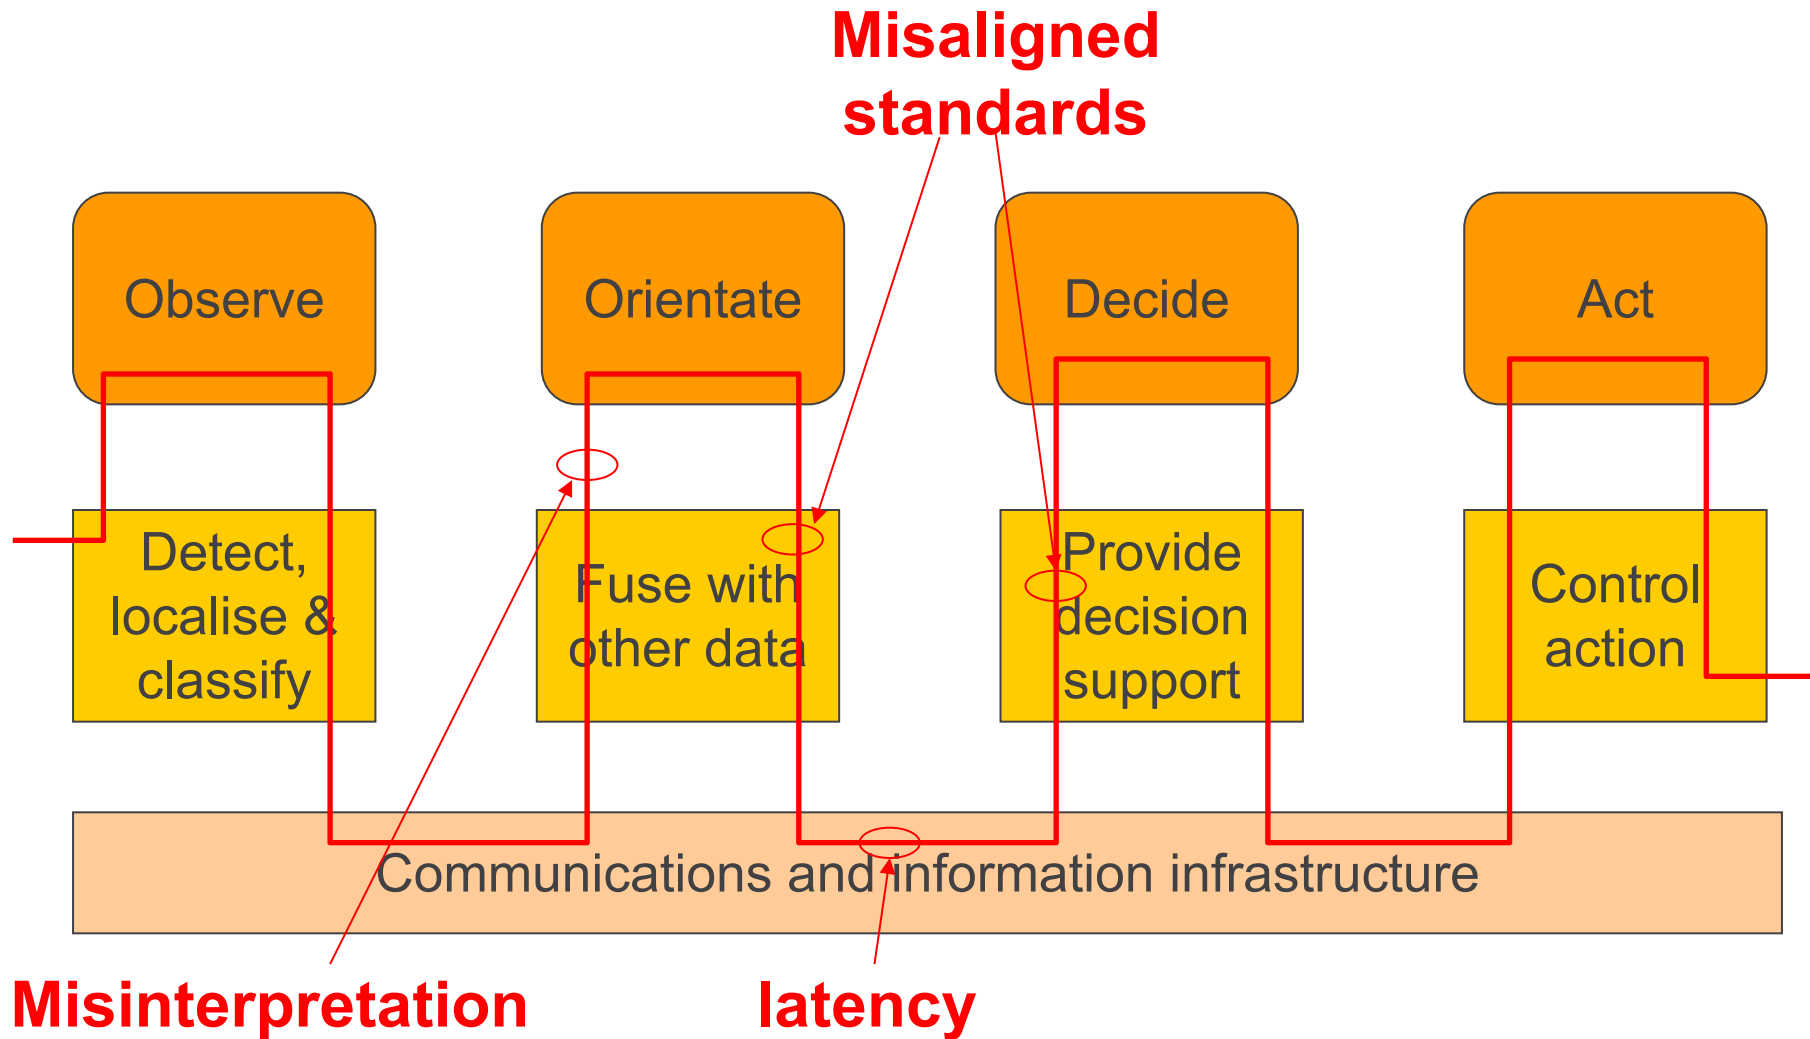 Misaligned
standards
Observe
Orientate
Decide
Act
Detect,
localise &
classify
Fuse with
other data
Provide
decision
support
Control
action
Communications and information infrastructure
Misinterpretation
latency